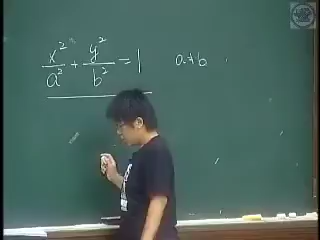 x²/a² + y²/b² = 1   a≠b